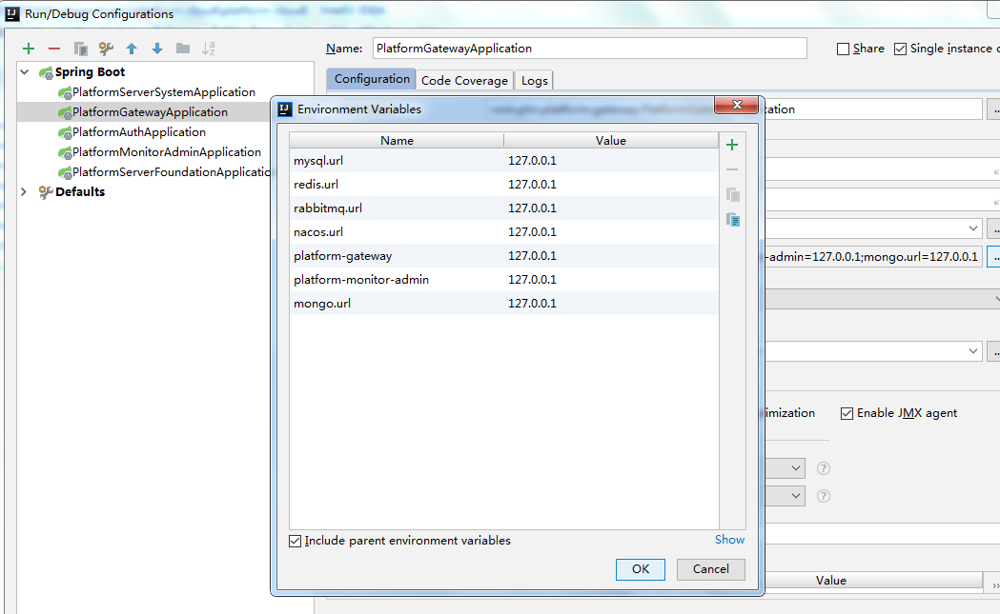 Run/Debug Configurations
Name: PlatformGatewayApplication
Share
Single instance o
Spring Boot
PlatformServerSystemApplication
PlatformGatewayApplication
PlatformAuthApplication
PlatformMonitorAdminApplication
PlatformServerFoundationApplicatio
Defaults
Configuration Code Coverage Logs
cation
-admin=127.0.0.1;mongo.url=127.0.0.1
imization
Enable JMX agent
Value
Environment Variables
Name Value
mysql.url 127.0.0.1
redis.url 127.0.0.1
rabbitmq.url 127.0.0.1
nacos.url 127.0.0.1
platform-gateway 127.0.0.1
platform-monitor-admin 127.0.0.1
mongo.url 127.0.0.1
Include parent environment variables
Show
OK Cancel